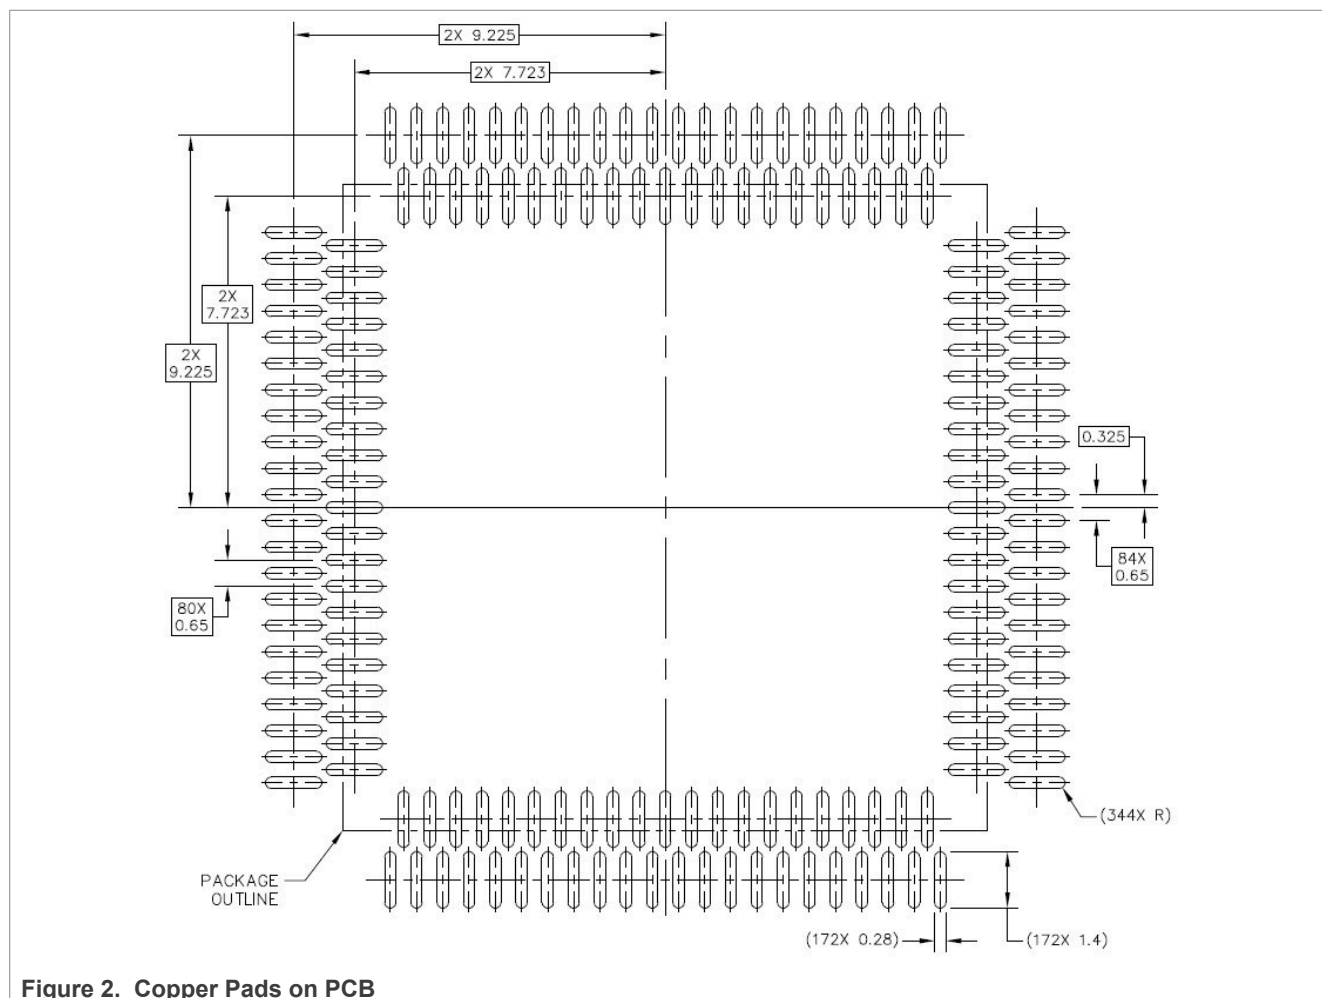 2X 9.225
2X 7.723
2X
7.723
2X
9.225
0.325
84X
0.65
80X
0.65
(344X R)
PACKAGE
OUTLINE
(172X 0.28)
(172X 1.4)
Figure 2. Copper Pads on PCB